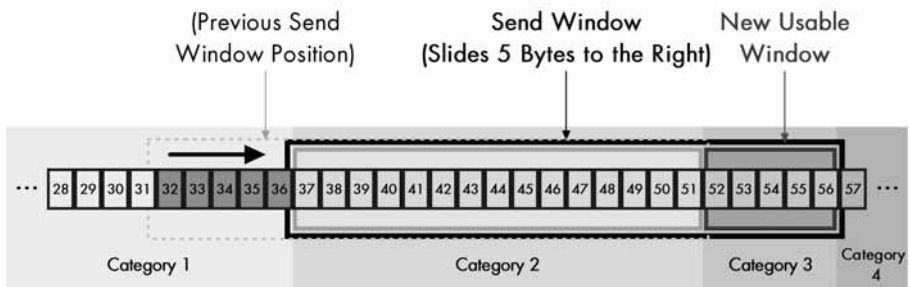 (Previous Send
Window Position)
Send Window
(Slides 5 Bytes to the Right)
New Usable
Window
... 28 29 30 31 32 33 34 35 36 37 38 39 40 41 42 43 44 45 46 47 48 49 50 51 52 53 54 55 56 57 ...
Category 1
Category 2
Category 3
Category
4